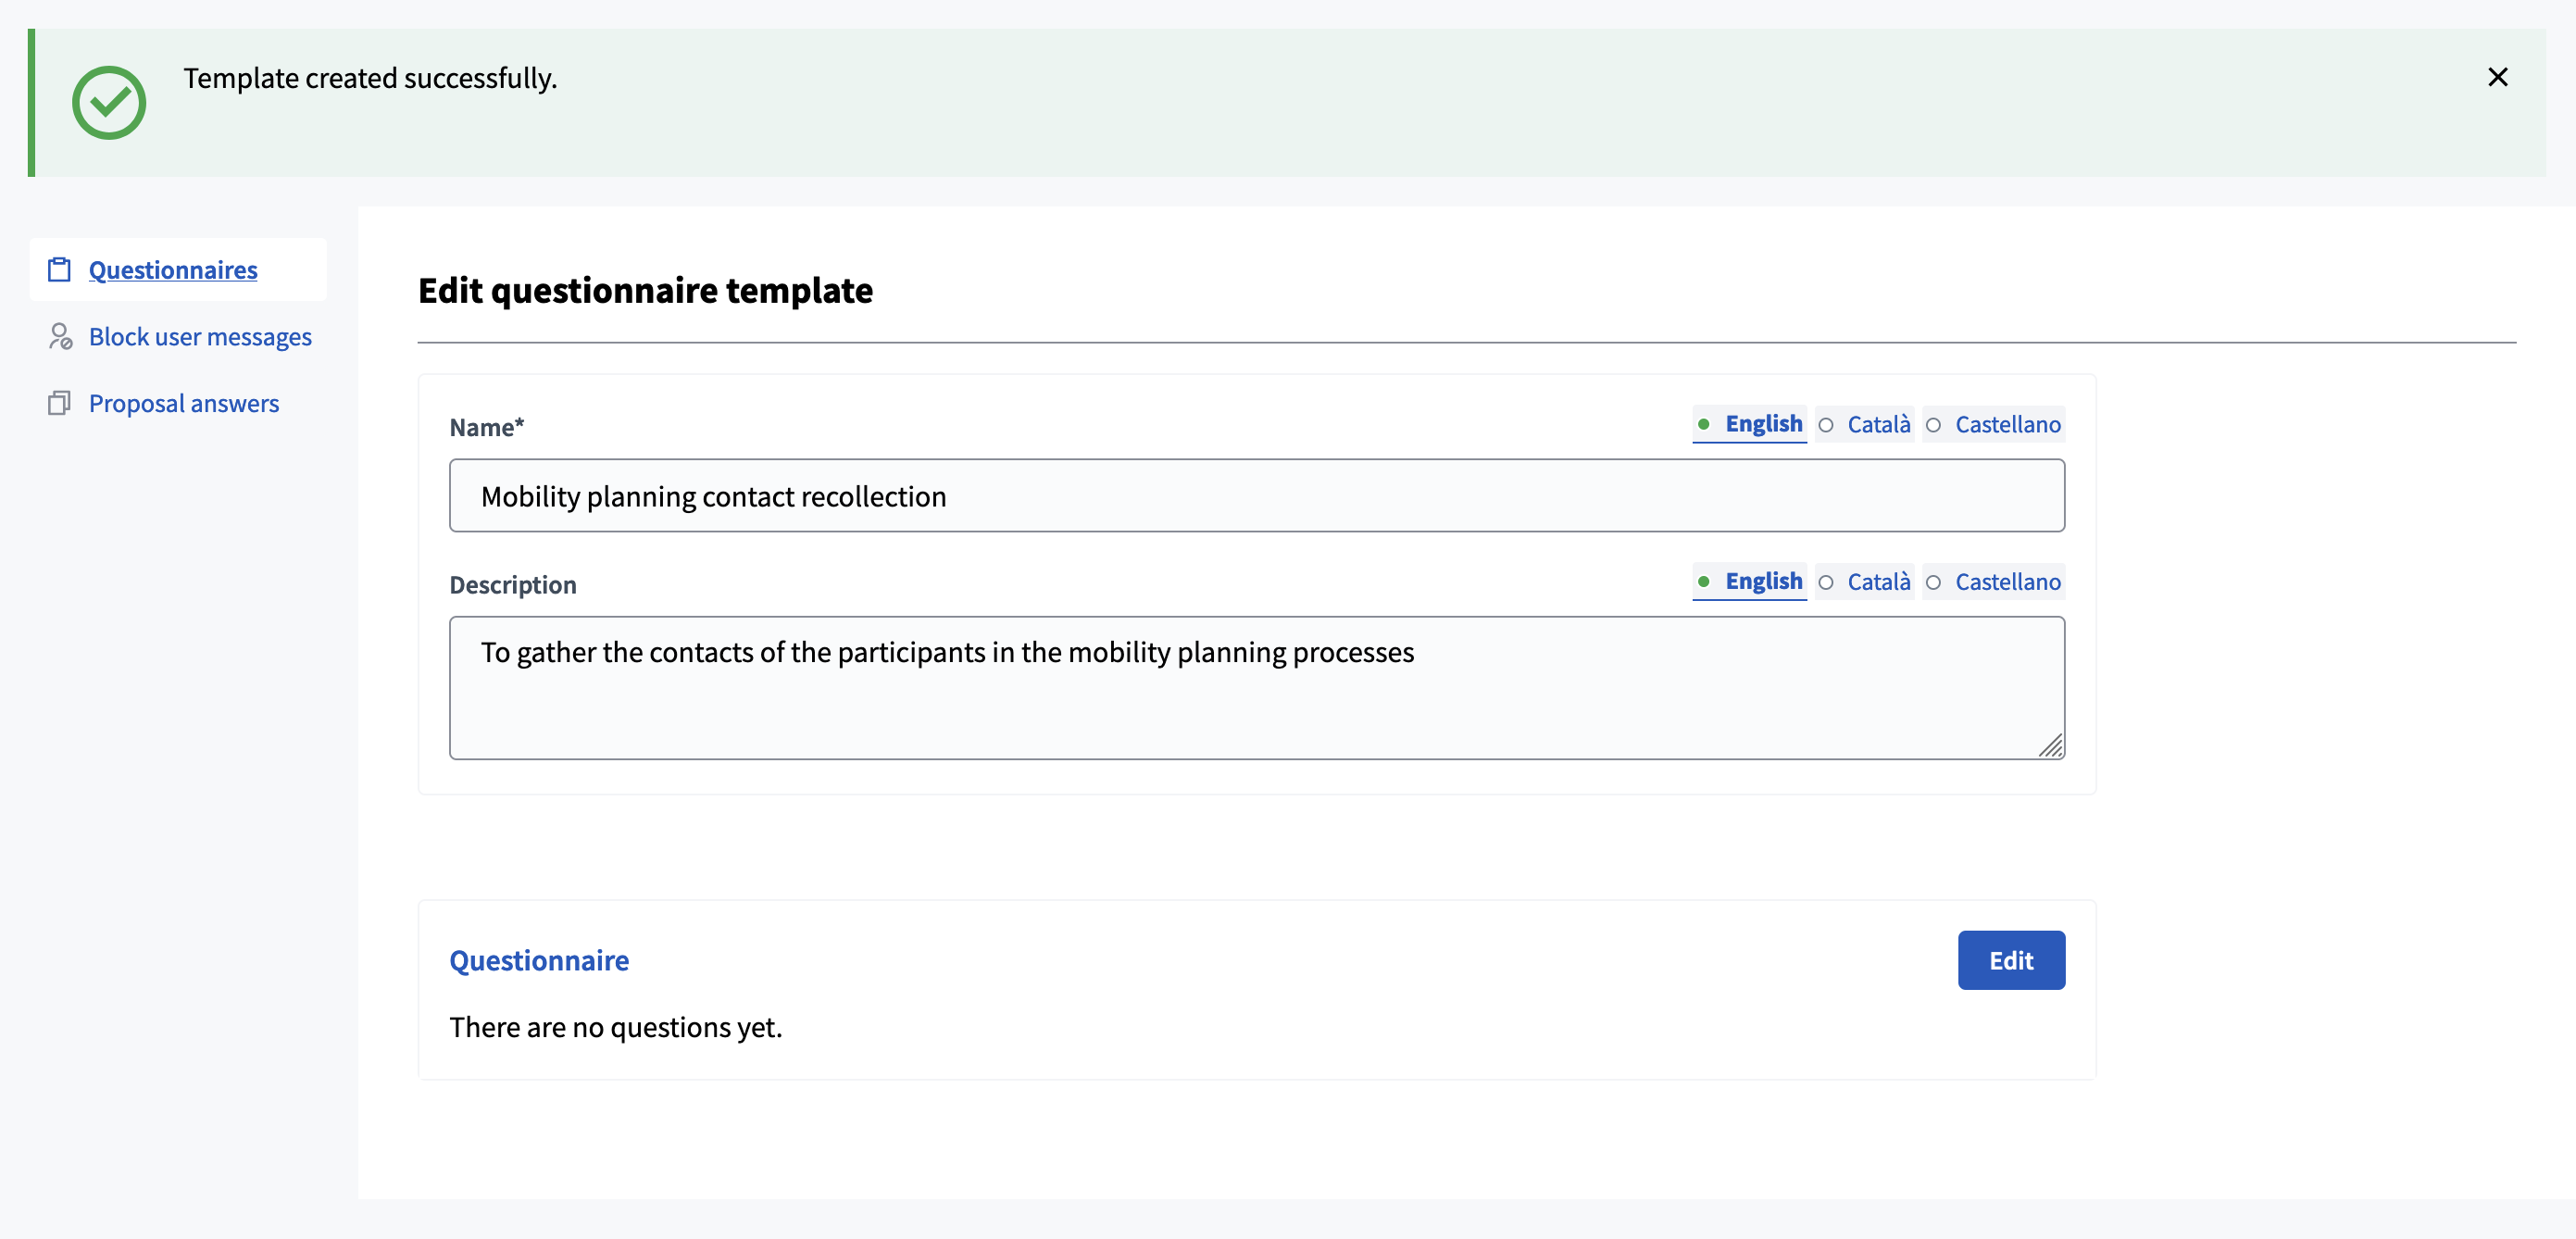 Template created successfully.
Questionnaires
Block user messages
Proposal answers
Edit questionnaire template
Name*
English Català Castellano
Mobility planning contact recollection
Description
English Català Castellano
To gather the contacts of the participants in the mobility planning processes
Questionnaire
Edit
There are no questions yet.